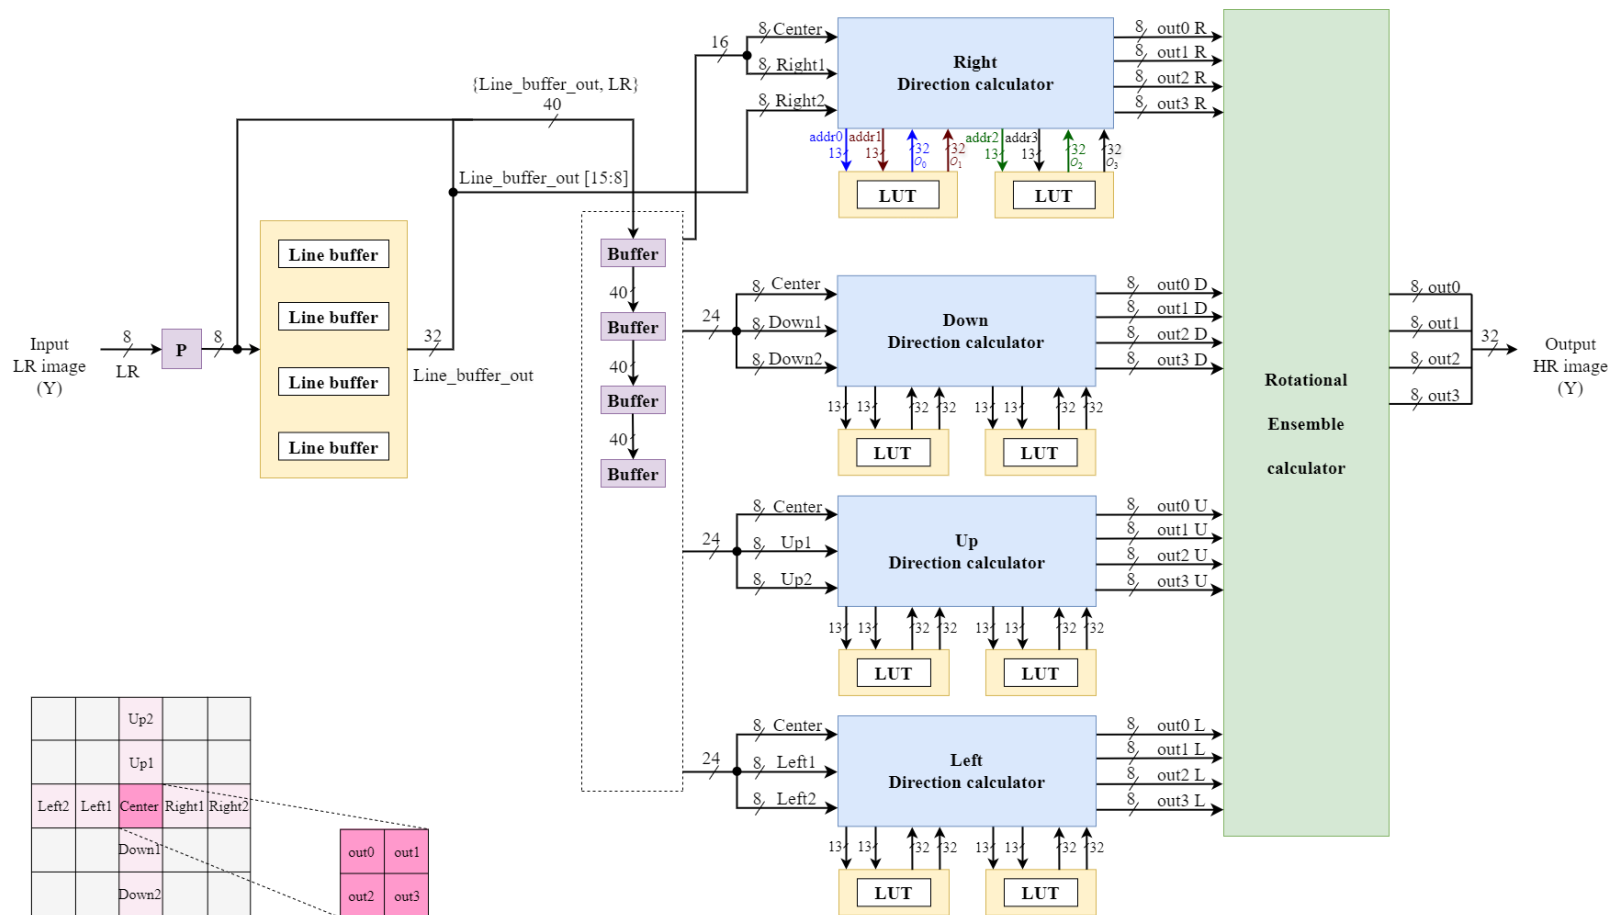 Input
LR image
(Y)
8
LR
P
8
Line buffer
Line buffer
Line buffer
Line buffer
32
Line_buffer_out
{Line_buffer_out, LR}
40
Line_buffer_out [15:8]
Buffer
40
Buffer
40
Buffer
40
Buffer
16
8 Center
8 Right1
8 Right2
Right
Direction calculator
8 out0 R
8 out1 R
8 out2 R
8 out3 R
addr0 addr1 addr2 addr3
13 13 32 32 13 13 32 32
O0 O1 O2 O3
LUT LUT
24
8 Center
8 Down1
8 Down2
Down
Direction calculator
8 out0 D
8 out1 D
8 out2 D
8 out3 D
13 13 32 32 13 13 32 32
LUT LUT
24
8 Center
8 Up1
8 Up2
Up
Direction calculator
8 out0 U
8 out1 U
8 out2 U
8 out3 U
13 13 32 32 13 13 32 32
LUT LUT
24
8 Center
8 Left1
8 Left2
Left
Direction calculator
8 out0 L
8 out1 L
8 out2 L
8 out3 L
13 13 32 32 13 13 32 32
LUT LUT
Rotational
Ensemble
calculator
8 out0
8 out1
8 out2
8 out3
32
Output
HR image
(Y)
Up2
Up1
Left2 Left1 Center Right1 Right2
Down1
Down2
out0 out1
out2 out3